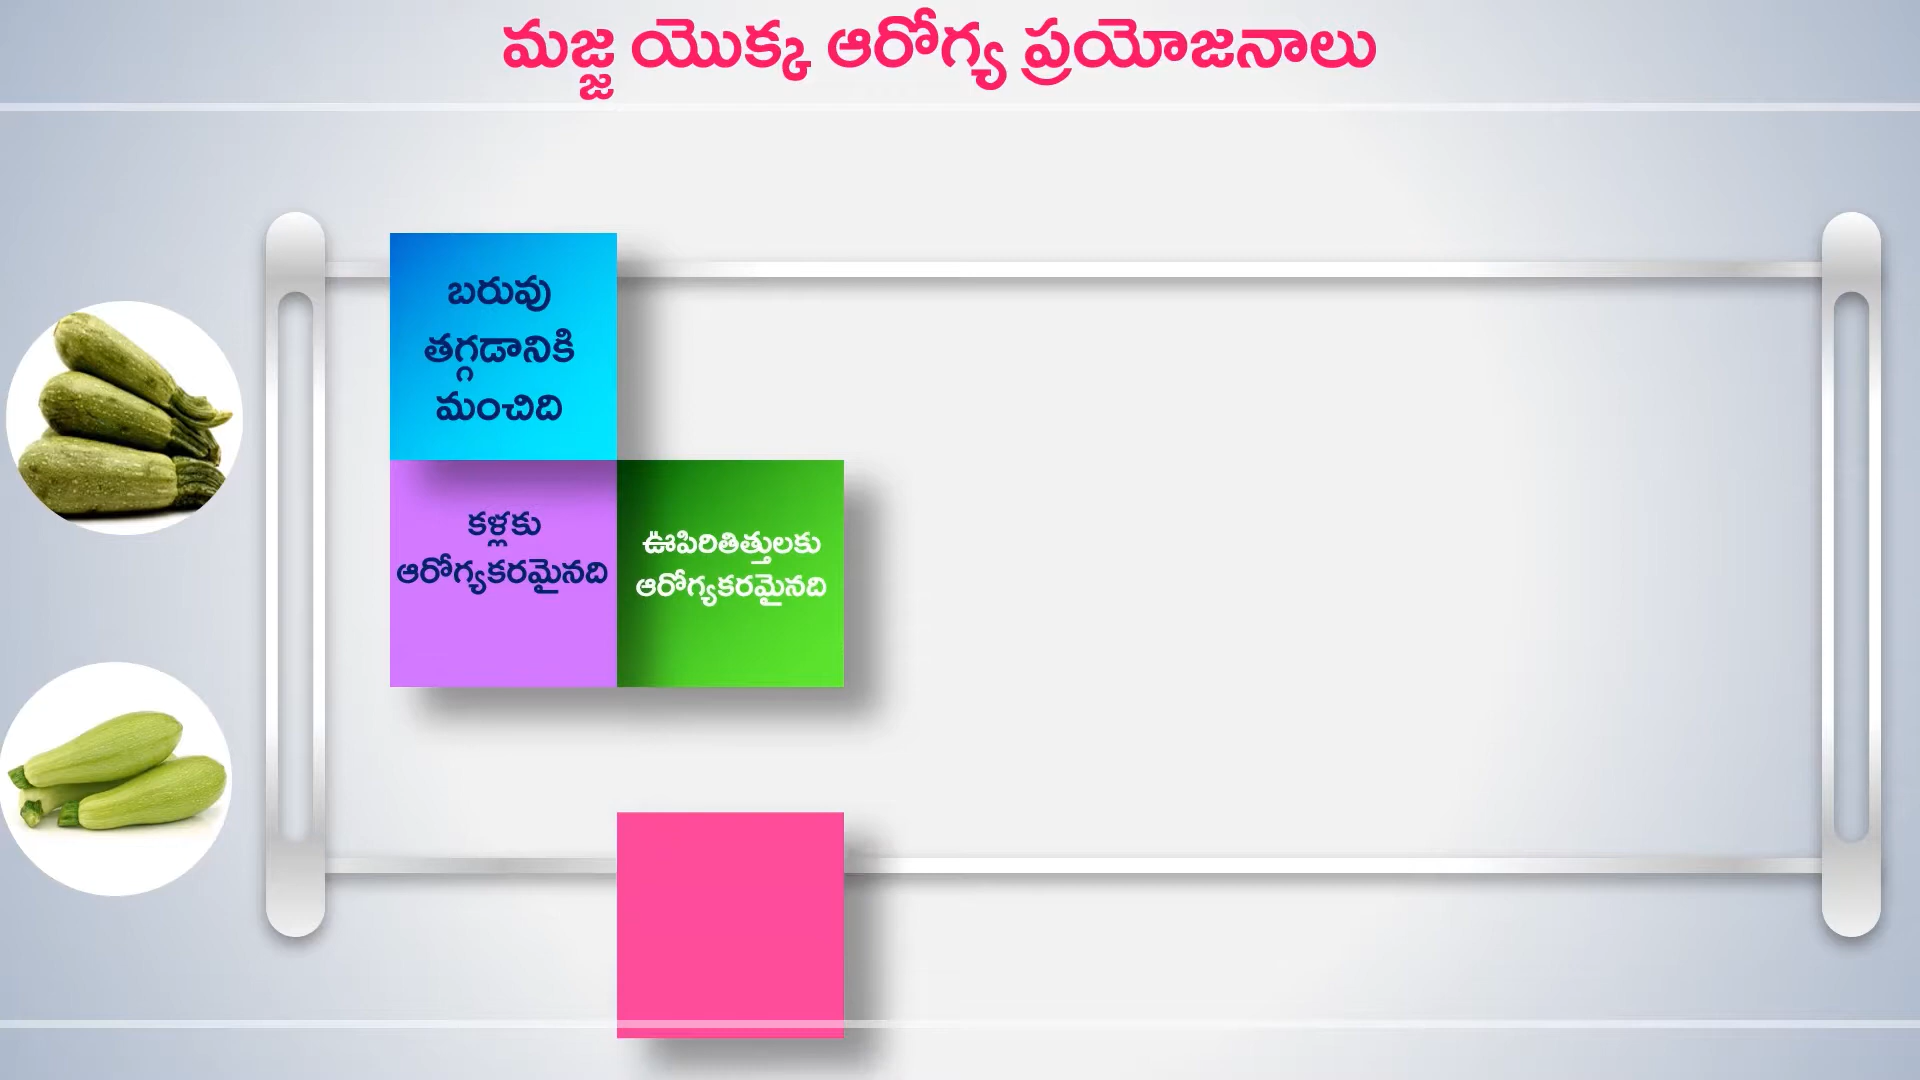 మజ్జ యొక్క ఆరోగ్య ప్రయోజనాలు
బరువు
తగ్గడానికి
మంచిది
కళ్లకు
ఆరోగ్యకరమైనది
ఊపిరితిత్తులకు
ఆరోగ్యకరమైనది